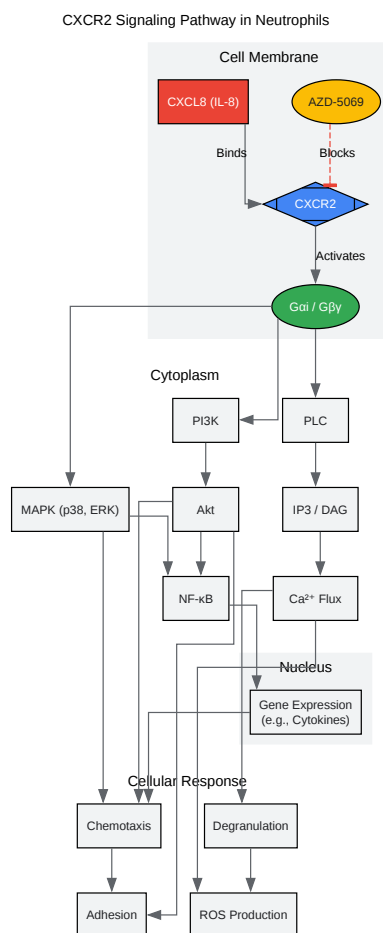 CXCR2 Signaling Pathway in Neutrophils
Cell Membrane
CXCL8 (IL-8)
AZD-5069
Binds
Blocks
CXCR2
Activates
Gαi / Gβγ
Cytoplasm
PI3K
PLC
MAPK (p38, ERK)
Akt
IP3 / DAG
NF-κB
Ca²⁺ Flux
Nucleus
Gene Expression
(e.g., Cytokines)
Cellular Response
Chemotaxis
Degranulation
Adhesion
ROS Production